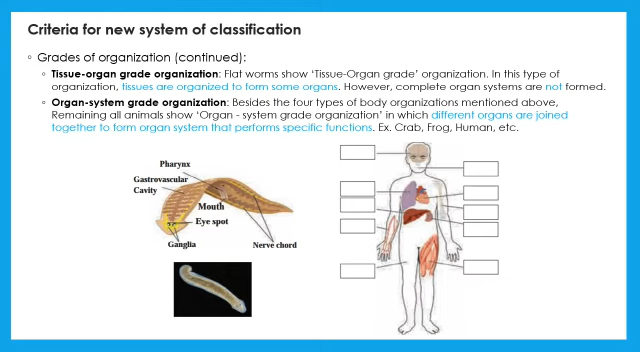 Criteria for new system of classification
Grades of organization (continued):
Tissue-organ grade organization: Flat worms show ‘Tissue-Organ grade’ organization. In this type of
organization, tissues are organized to form some organs. However, complete organ systems are not formed.
Organ-system grade organization: Besides the four types of body organizations mentioned above,
Remaining all animals show ‘Organ - system grade organization’ in which different organs are joined
together to form organ system that performs specific functions. Ex. Crab, Frog, Human, etc.
Pharynx
Gastrovascular
Cavity
Mouth
Eye spot
Ganglia
Nerve chord